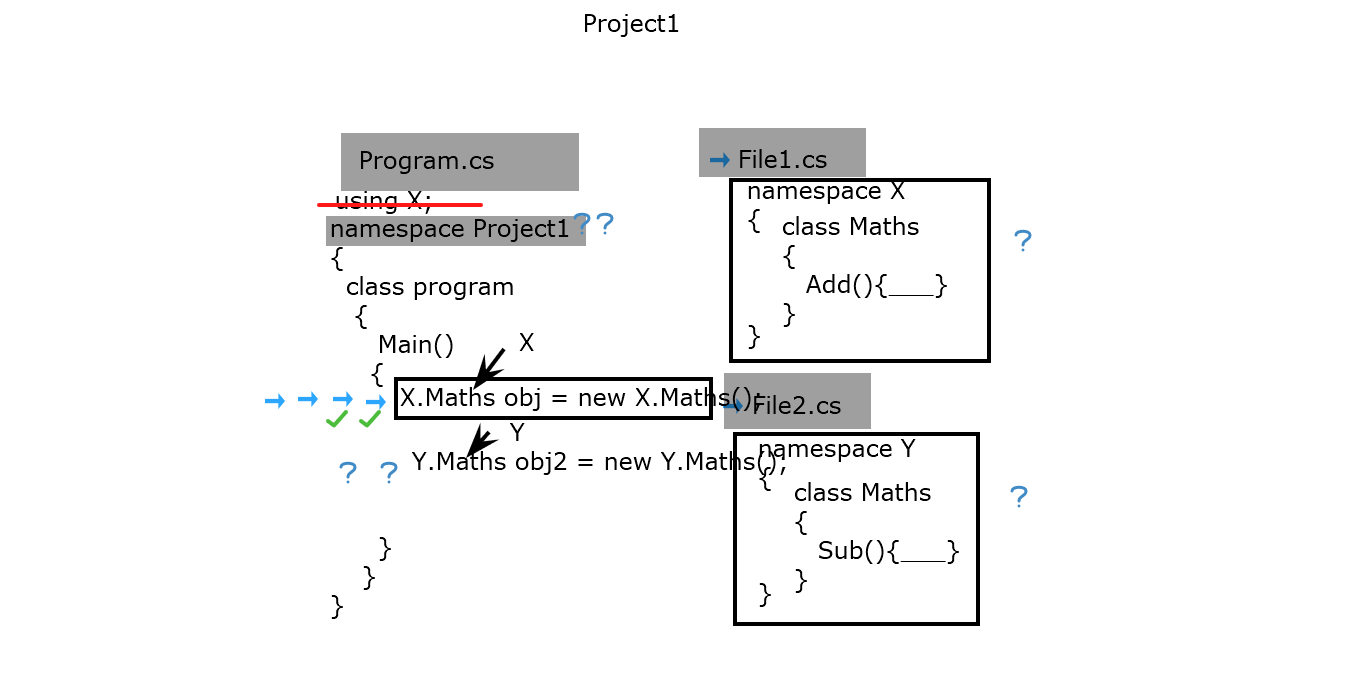 Project1
Program.cs
using X;
namespace Project1 ??
{
class program
{
Main()
{
X
X.Maths obj = new X.Maths();
Y
Y.Maths obj2 = new Y.Maths();
? ?
}
}
}
File1.cs
namespace X
{
class Maths
{
Add(){___}
}
}
?
File2.cs
namespace Y
{
class Maths
{
Sub(){___}
}
}
?